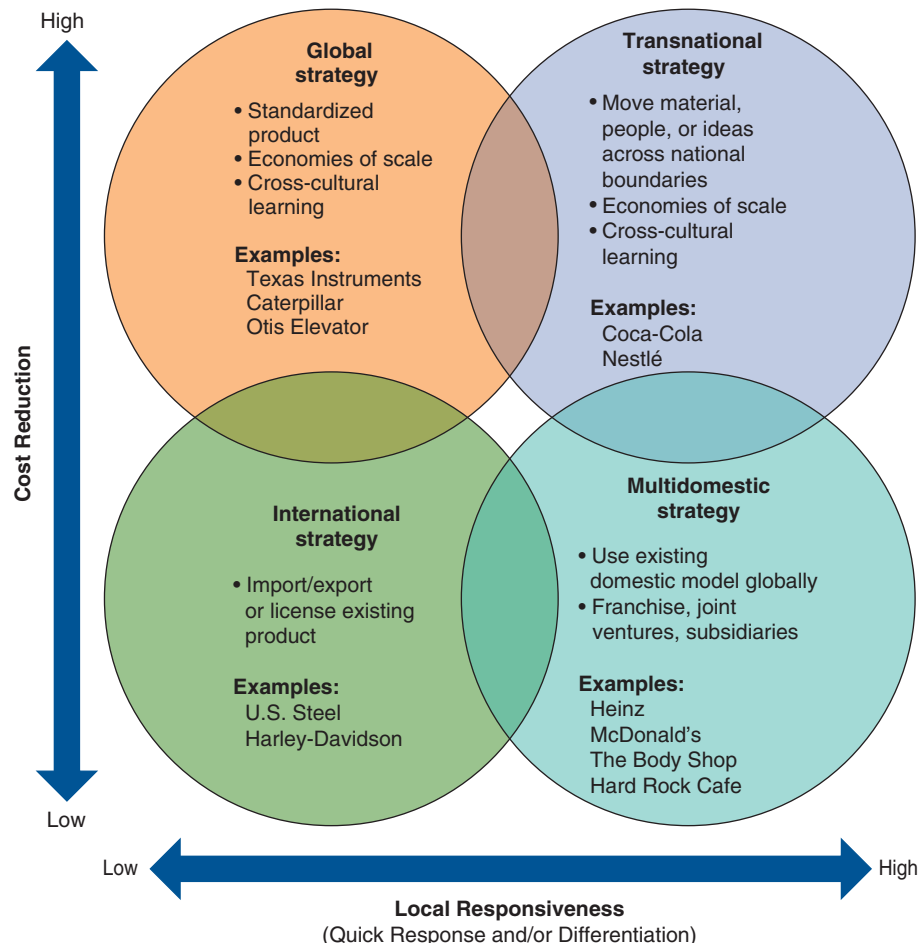 High
Cost Reduction
Low
Global
strategy
• Standardized
product
• Economies of scale
• Cross-cultural
learning
Examples:
Texas Instruments
Caterpillar
Otis Elevator
Transnational
strategy
• Move material,
people, or ideas
across national
boundaries
• Economies of scale
• Cross-cultural
learning
Examples:
Coca-Cola
Nestlé
International
strategy
• Import/export
or license existing
product
Examples:
U.S. Steel
Harley-Davidson
Multidomestic
strategy
• Use existing
domestic model globally
• Franchise, joint
ventures, subsidiaries
Examples:
Heinz
McDonald's
The Body Shop
Hard Rock Cafe
Low
High
Local Responsiveness
(Quick Response and/or Differentiation)